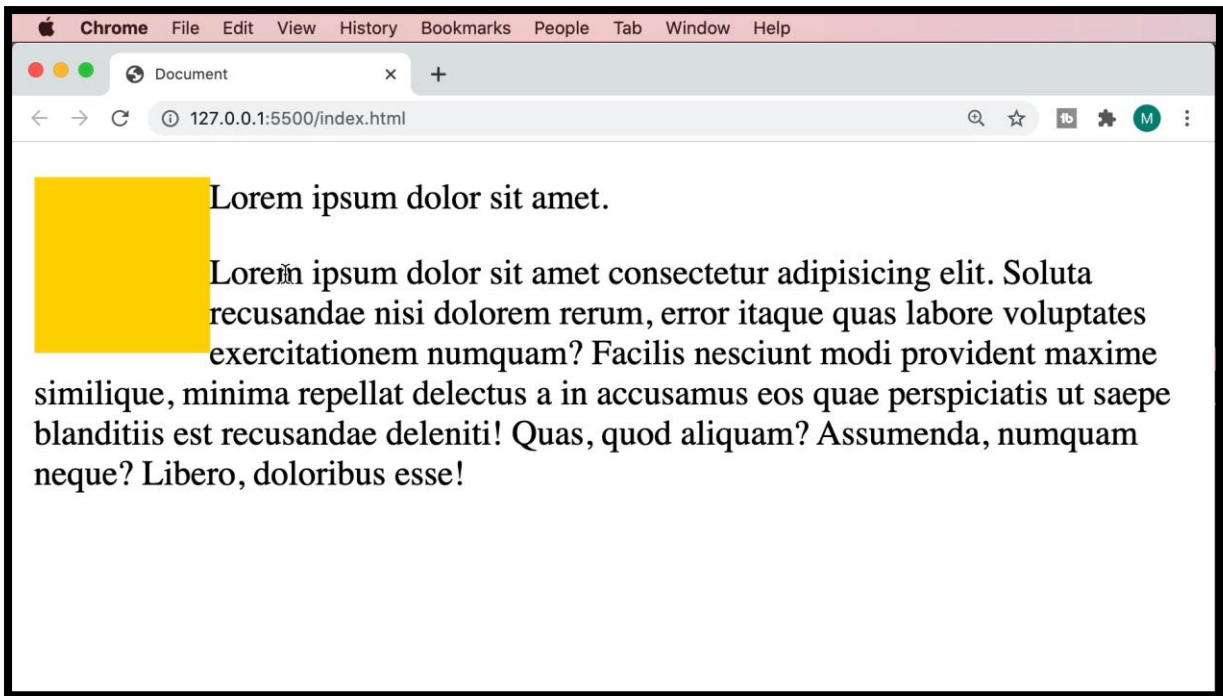 Chrome File Edit View History Bookmarks People Tab Window Help
Document
127.0.0.1:5500/index.html
fb
M
Lorem ipsum dolor sit amet.
Lorem ipsum dolor sit amet consectetur adipisicing elit. Soluta
recusandae nisi dolorem rerum, error itaque quas labore voluptates
exercitationem numquam? Facilis nesciunt modi provident maxime
similique, minima repellat delectus a in accusamus eos quae perspiciatis ut saepe
blanditiis est recusandae deleniti! Quas, quod aliquam? Assumenda, numquam
neque? Libero, doloribus esse!